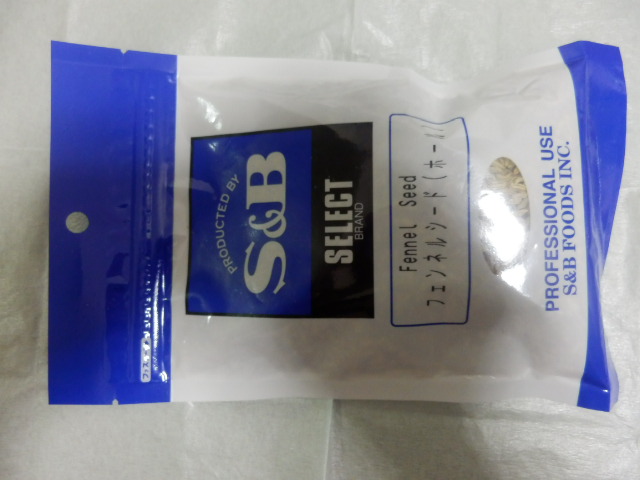 PRODUCTED BY
S&B
SELECT
BRAND
Fennel Seed
フェンネルシード(ホール)
PROFESSIONAL USE
S&B FOODS INC.